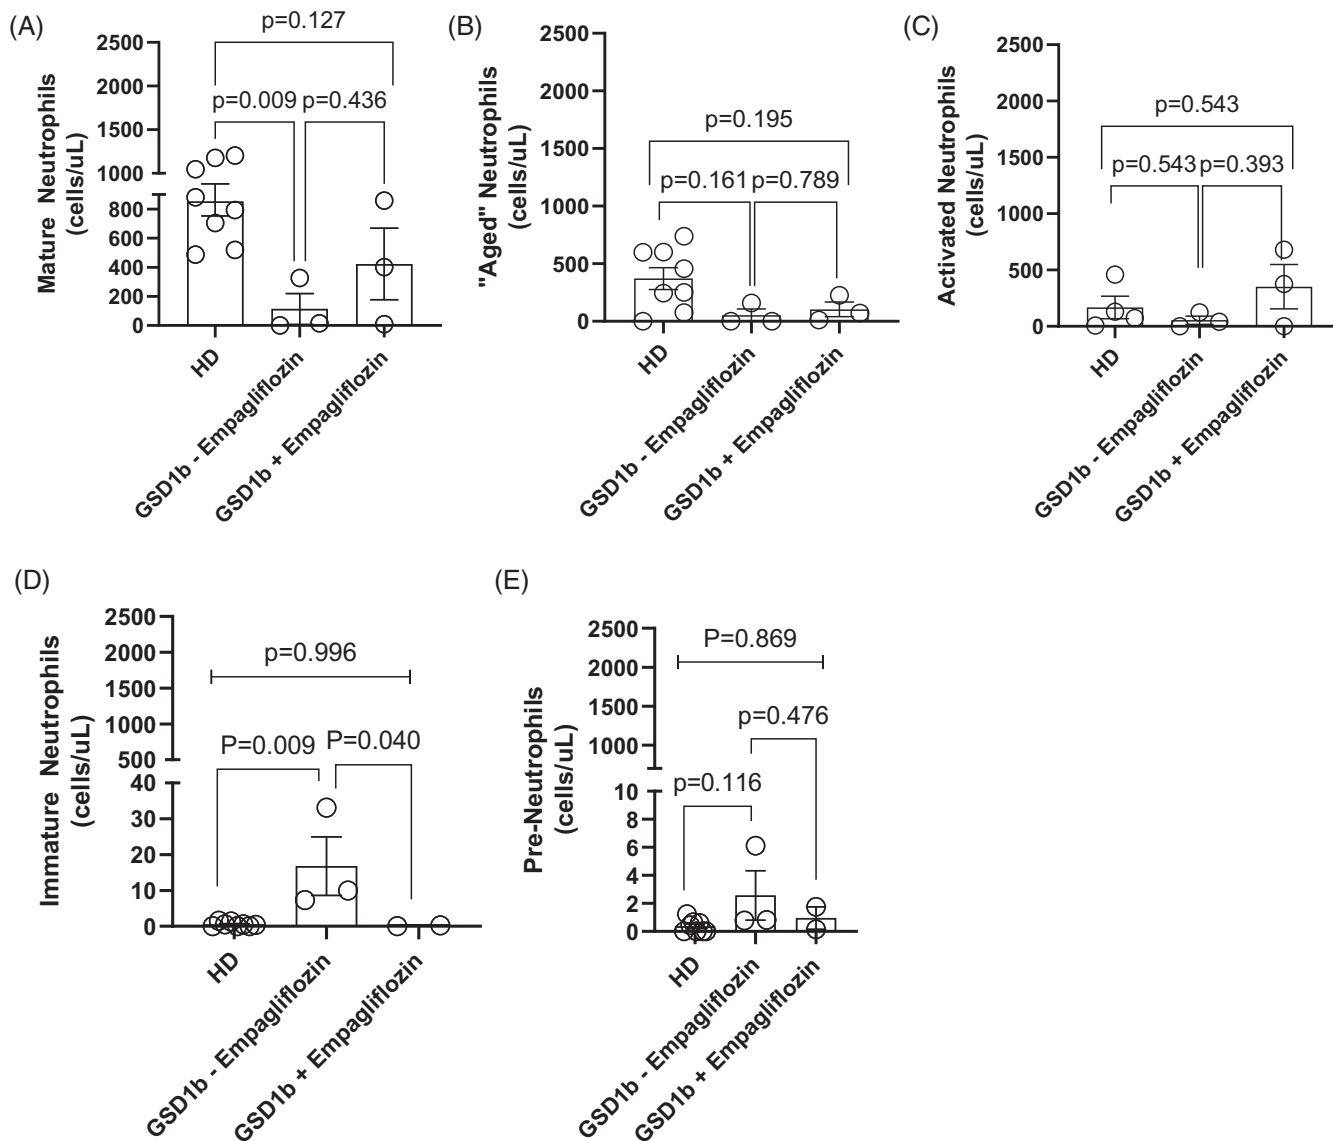 (A)
p=0.127
p=0.009 p=0.436
Mature Neutrophils
(cells/uL)
2500
2000
1500
1000
800
600
400
200
0
HD
GSD1b - Empagliflozin
GSD1b + Empagliflozin
(B)
p=0.195
p=0.161 p=0.789
"Aged" Neutrophils
(cells/uL)
2500
2000
1500
1000
500
0
HD
GSD1b - Empagliflozin
GSD1b + Empagliflozin
(C)
p=0.543
p=0.543 p=0.393
Activated Neutrophils
(cells/uL)
2500
2000
1500
1000
500
0
HD
GSD1b - Empagliflozin
GSD1b + Empagliflozin
(D)
p=0.996
P=0.009 P=0.040
Immature Neutrophils
(cells/uL)
2500
2000
1500
1000
500
40
30
20
10
0
HD
GSD1b - Empagliflozin
GSD1b + Empagliflozin
(E)
P=0.869
p=0.476
p=0.116
Pre-Neutrophils
(cells/uL)
2500
2000
1500
1000
10
8
6
4
2
0
HD
GSD1b - Empagliflozin
GSD1b + Empagliflozin